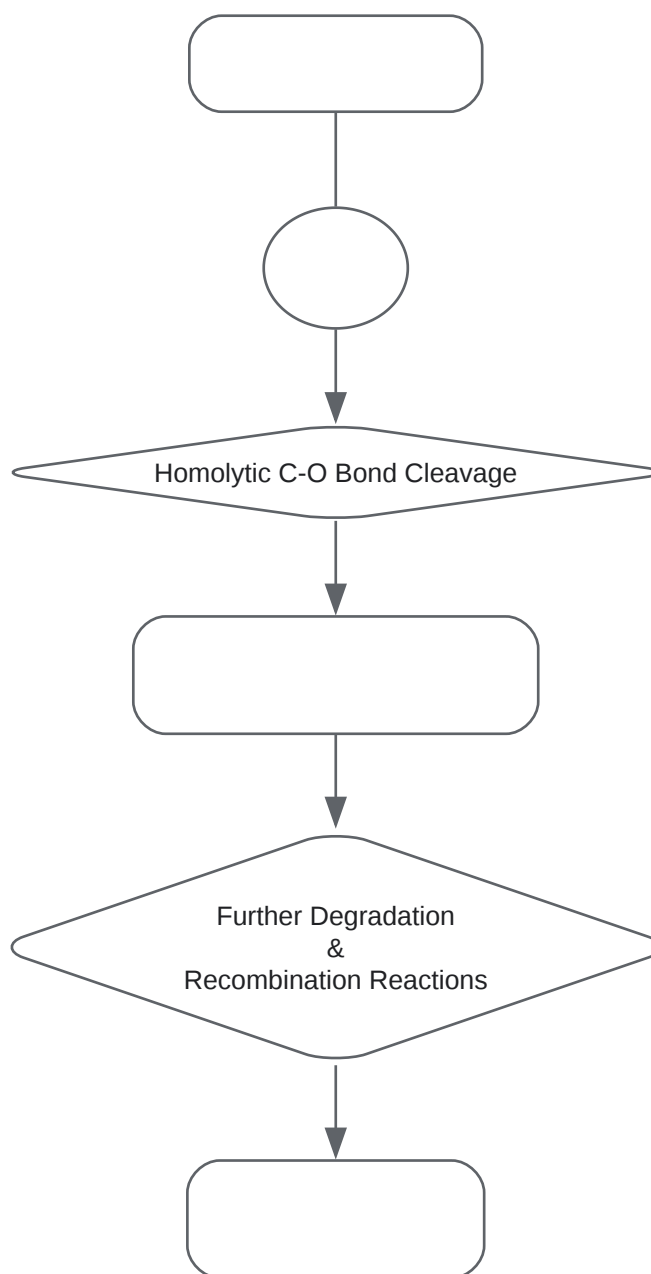 Homolytic C-O Bond Cleavage
Further Degradation
&
Recombination Reactions